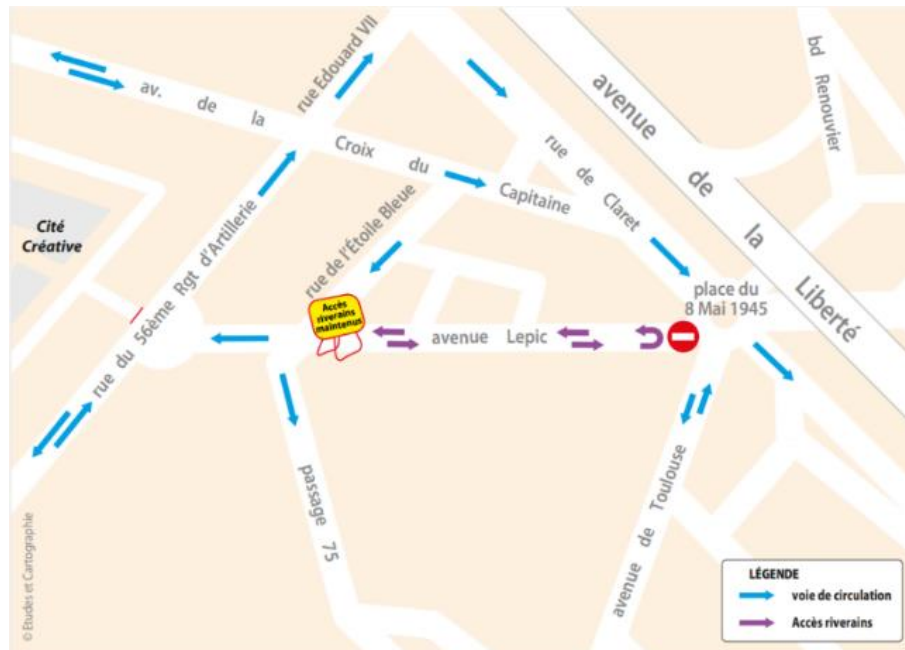 rue Edouard VII
av. de la Croix du Capitaine
avenue de la Liberté
bd Renouvier
rue de Claret
Cité
Créative
rue du 56ème Rgt d'Artillerie
rue de l'Étoile Bleue
place du
8 Mai 1945
Accès
riverains
maintenus
avenue Lepic
passage 75
avenue de Toulouse
© Etudes et Cartographie
LÉGENDE
voie de circulation
Accès riverains